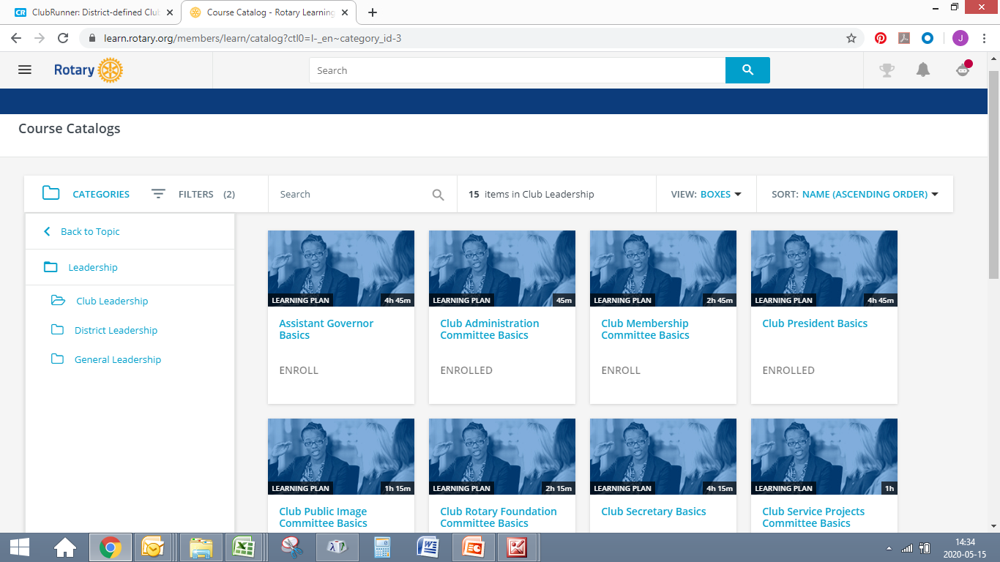 CR ClubRunner: District-defined Club
Course Catalog - Rotary Learning
learn.rotary.org/members/learn/catalog?ctl0=l-_en~category_id-3
J
Rotary
Search
Course Catalogs
CATEGORIES
FILTERS (2)
Search
15 items in Club Leadership
VIEW: BOXES
SORT: NAME (ASCENDING ORDER)
Back to Topic
Leadership
Club Leadership
District Leadership
General Leadership
LEARNING PLAN 4h 45m
Assistant Governor
Basics
ENROLL
LEARNING PLAN 45m
Club Administration
Committee Basics
ENROLLED
LEARNING PLAN 2h 45m
Club Membership
Committee Basics
ENROLL
LEARNING PLAN 4h 45m
Club President Basics
ENROLLED
LEARNING PLAN 1h 15m
Club Public Image
Committee Basics
LEARNING PLAN 2h 15m
Club Rotary Foundation
Committee Basics
LEARNING PLAN 4h 15m
Club Secretary Basics
LEARNING PLAN 1h
Club Service Projects
Committee Basics
14:34
2020-05-15